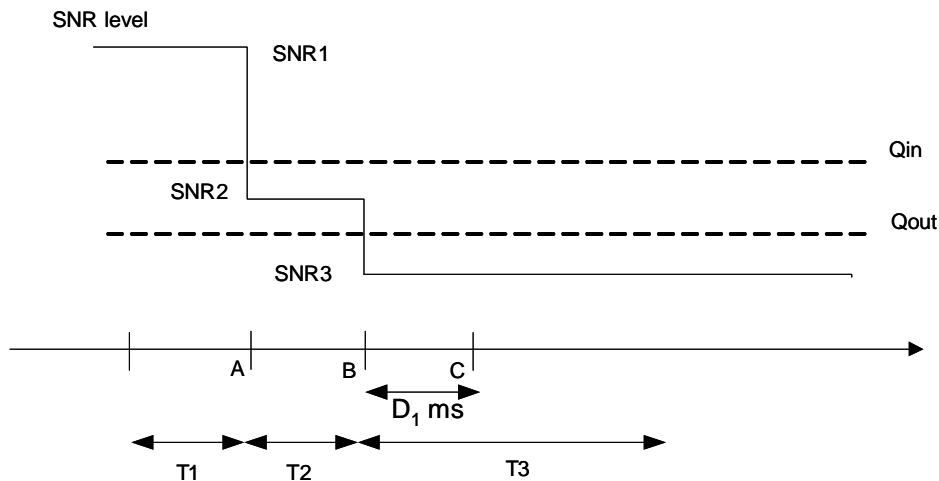 SNR level
SNR1
Qin
SNR2
Qout
SNR3
A B C
D₁ ms
T1 T2 T3